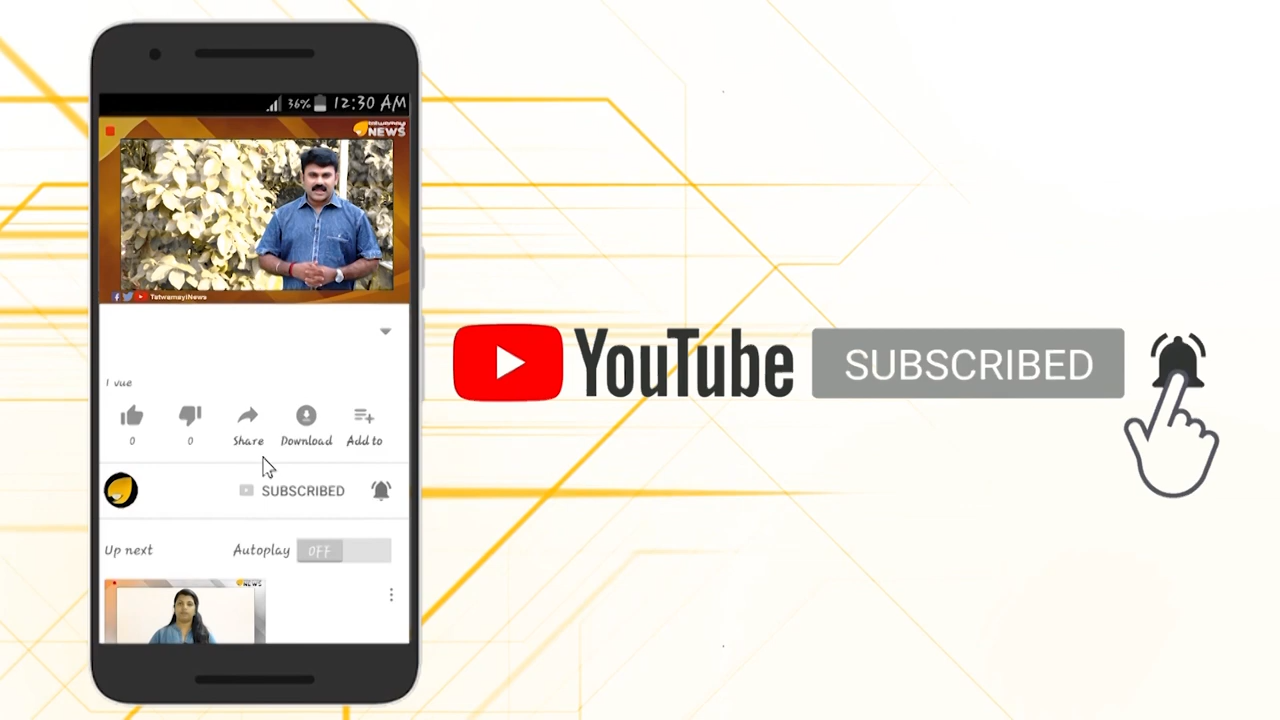 36% 12:30 AM
tatwamayi
NEWS
TatwamayiNews
1 vue
0 0 Share Download Add to
SUBSCRIBED
Up next Autoplay OFF
NEWS
YouTube SUBSCRIBED